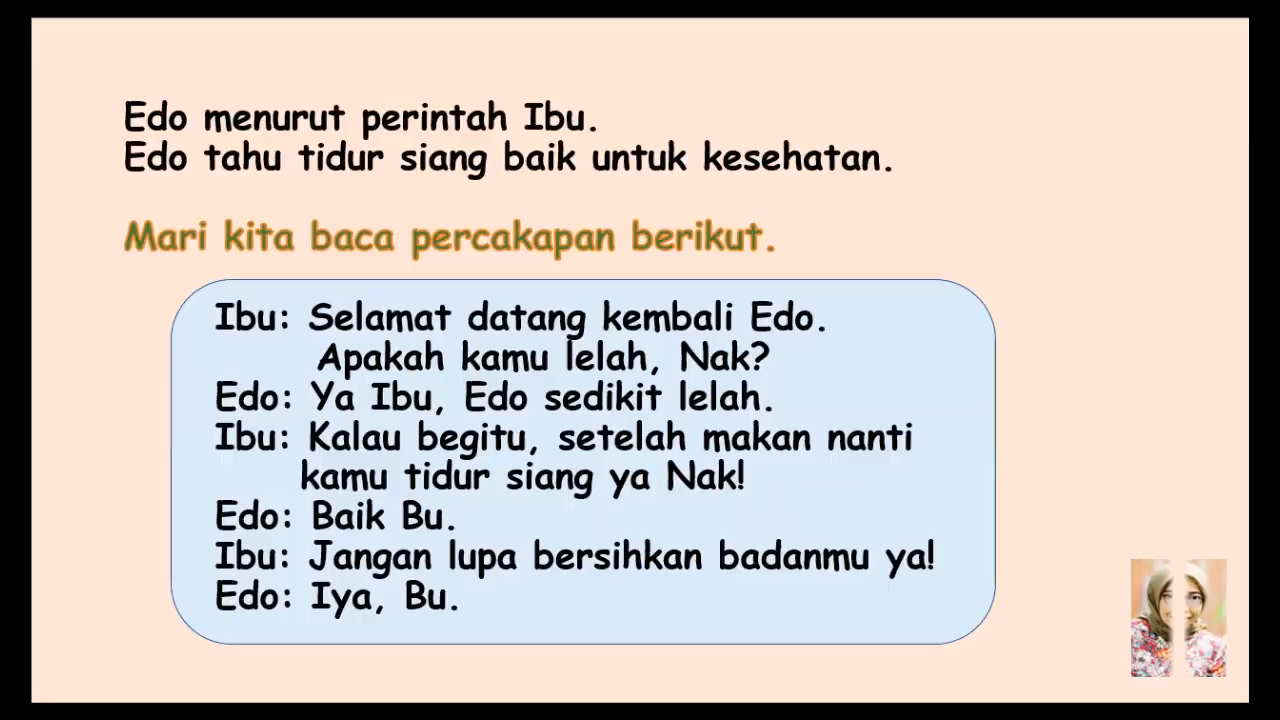 Edo menurut perintah Ibu.
Edo tahu tidur siang baik untuk kesehatan.
Mari kita baca percakapan berikut.
Ibu: Selamat datang kembali Edo.
Apakah kamu lelah, Nak?
Edo: Ya Ibu, Edo sedikit lelah.
Ibu: Kalau begitu, setelah makan nanti
kamu tidur siang ya Nak!
Edo: Baik Bu.
Ibu: Jangan lupa bersihkan badanmu ya!
Edo: Iya, Bu.